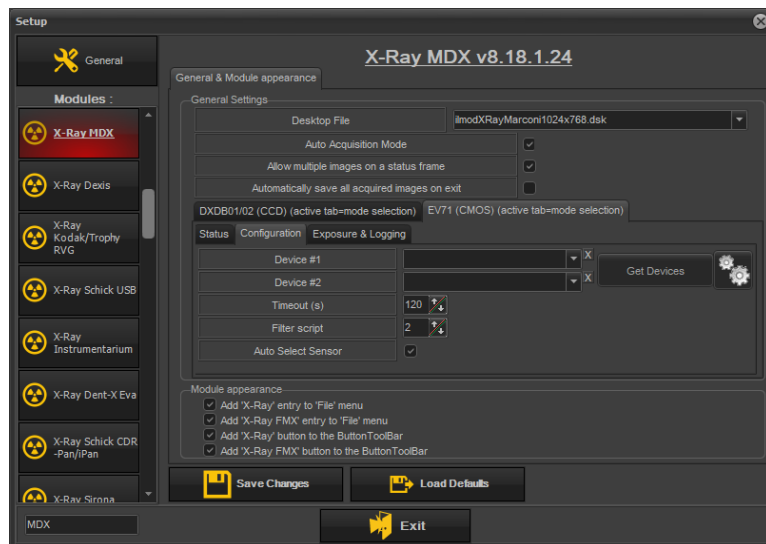 Setup
General
Modules :
X-Ray MDX
X-Ray Dexis
X-Ray
Kodak/Trophy
RVG
X-Ray Schick USB
X-Ray
Instrumentarium
X-Ray Dent-X Eva
X-Ray Schick CDR
-Pan/iPan
X-Ray Sirona
MDX
X-Ray MDX v8.18.1.24
General & Module appearance
General Settings
Desktop File
ilmodXRayMarconi1024x768.dsk
Auto Acquisition Mode
Allow multiple images on a status frame
Automatically save all acquired images on exit
DXDB01/02 (CCD) (active tab=mode selection)
EV71 (CMOS) (active tab=mode selection)
Status
Configuration
Exposure & Logging
Device #1
X
Device #2
X
Get Devices
Timeout (s)
120
Filter script
2
Auto Select Sensor
Module appearance
Add 'X-Ray' entry to 'File' menu
Add 'X-Ray FMX' entry to 'File' menu
Add 'X-Ray' button to the ButtonToolBar
Add 'X-Ray FMX' button to the ButtonToolBar
Save Changes
Load Defaults
Exit